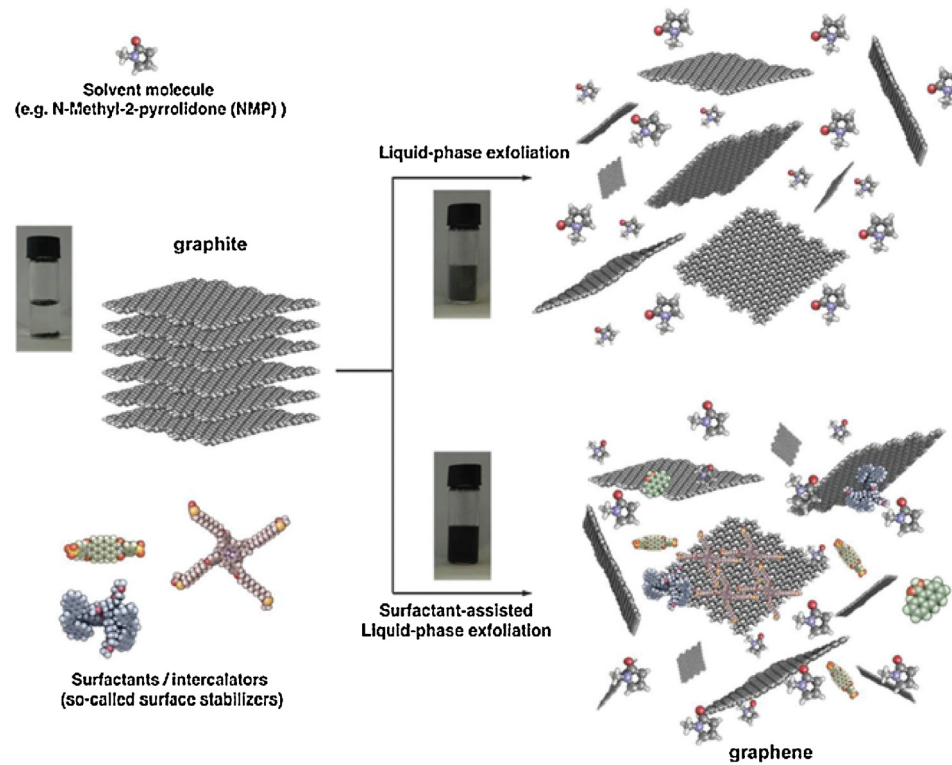 Solvent molecule
(e.g. N-Methyl-2-pyrrolidone (NMP) )
Liquid-phase exfoliation
graphite
Surfactant-assisted
Liquid-phase exfoliation
Surfactants / intercalators
(so-called surface stabilizers)
graphene